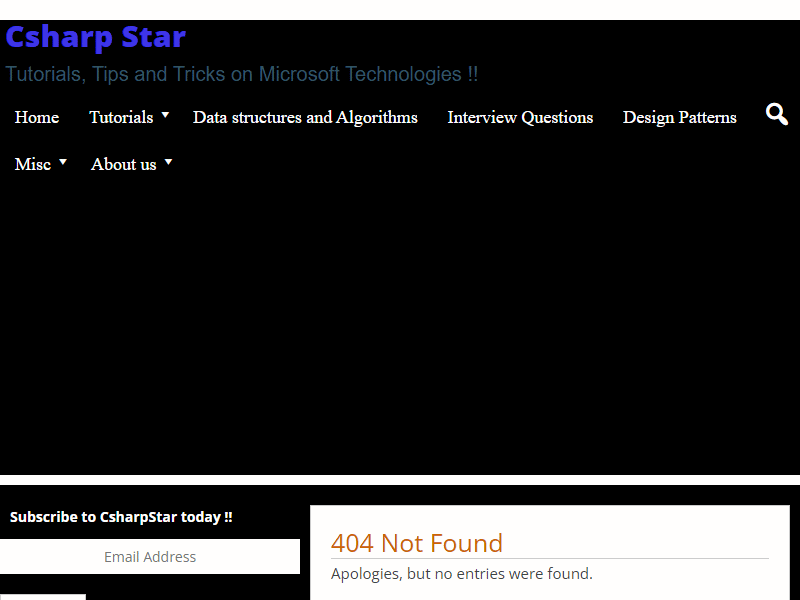 Csharp Star
Tutorials, Tips and Tricks on Microsoft Technologies !!
Home Tutorials Data structures and Algorithms Interview Questions Design Patterns
Misc About us
Subscribe to CsharpStar today !!
Email Address
404 Not Found
Apologies, but no entries were found.